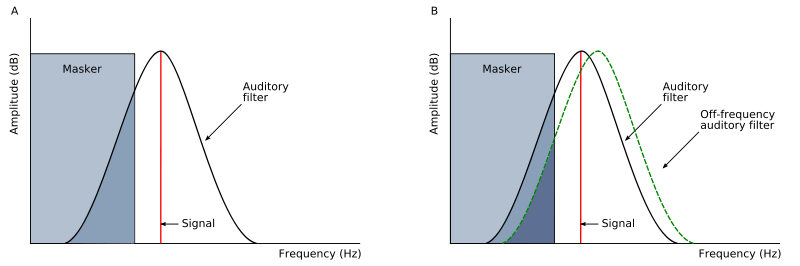 A
Amplitude (dB)
Masker
Auditory
filter
Signal
Frequency (Hz)
B
Amplitude (dB)
Masker
Auditory
filter
Off-frequency
auditory filter
Signal
Frequency (Hz)